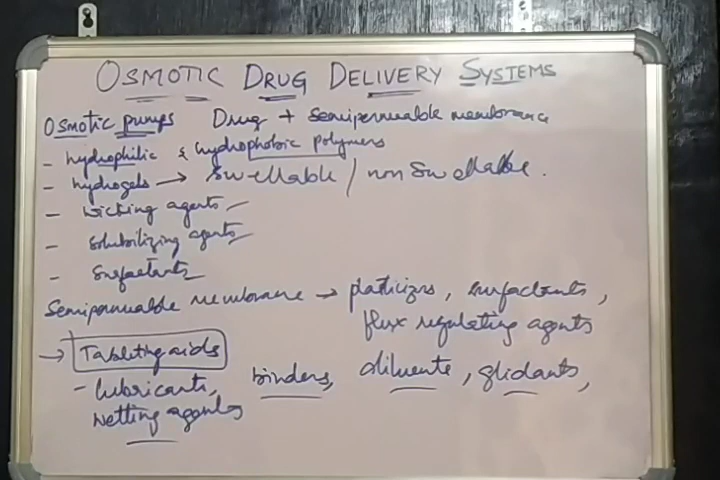 OSMOTIC DRUG DELIVERY SYSTEMS
Osmotic pumps Drug + Semipermeable membrane
- hydrophilic & hydrophobic polymers
- hydrogels → Swellable / non Swellable.
- wicking agents
- Solubilizing agents
- Surfactants
Semipermeable membrane → plasticizers, surfactants,
flux regulating agents
→ Tableting aids
- lubricants, binders, diluents, glidants,
wetting agents